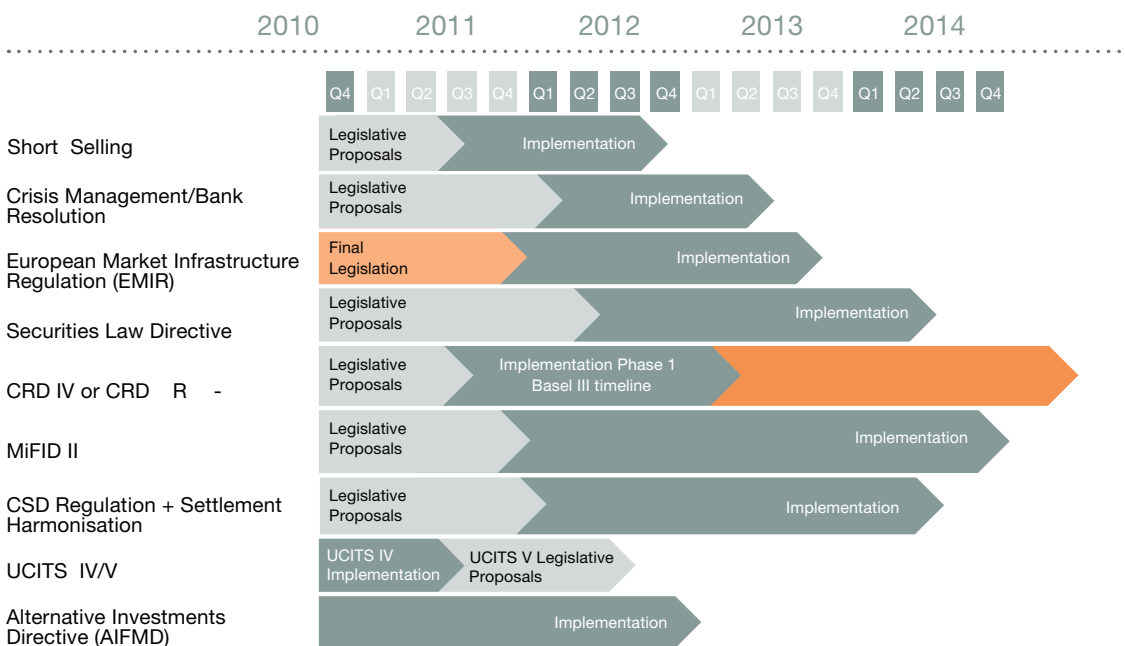 2010 2011 2012 2013 2014
Q4 Q1 Q2 Q3 Q4 Q1 Q2 Q3 Q4 Q1 Q2 Q3 Q4 Q1 Q2 Q3 Q4
Short Selling
Legislative
Proposals
Implementation
Crisis Management/Bank
Resolution
Legislative
Proposals
Implementation
European Market Infrastructure
Regulation (EMIR)
Final
Legislation
Implementation
Securities Law Directive
Legislative
Proposals
Implementation
CRD IV or CRD R -
Legislative
Proposals
Implementation Phase 1
Basel III timeline
MiFID II
Legislative
Proposals
Implementation
CSD Regulation + Settlement
Harmonisation
Legislative
Proposals
Implementation
UCITS IV/V
UCITS IV
Implementation
UCITS V Legislative
Proposals
Alternative Investments
Directive (AIFMD)
Implementation